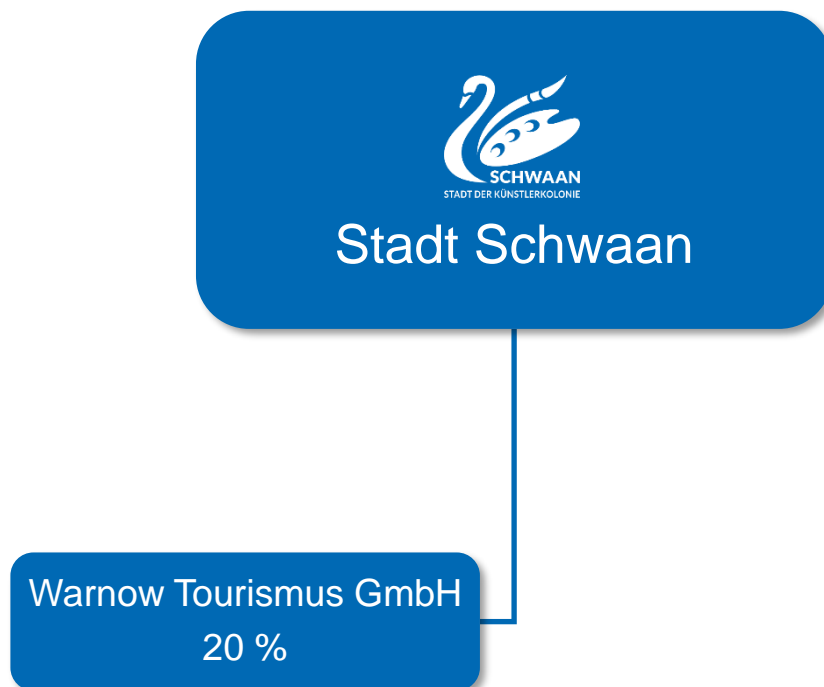 SCHWAAN
STADT DER KÜNSTLERKOLONIE
Stadt Schwaan
Warnow Tourismus GmbH
20 %